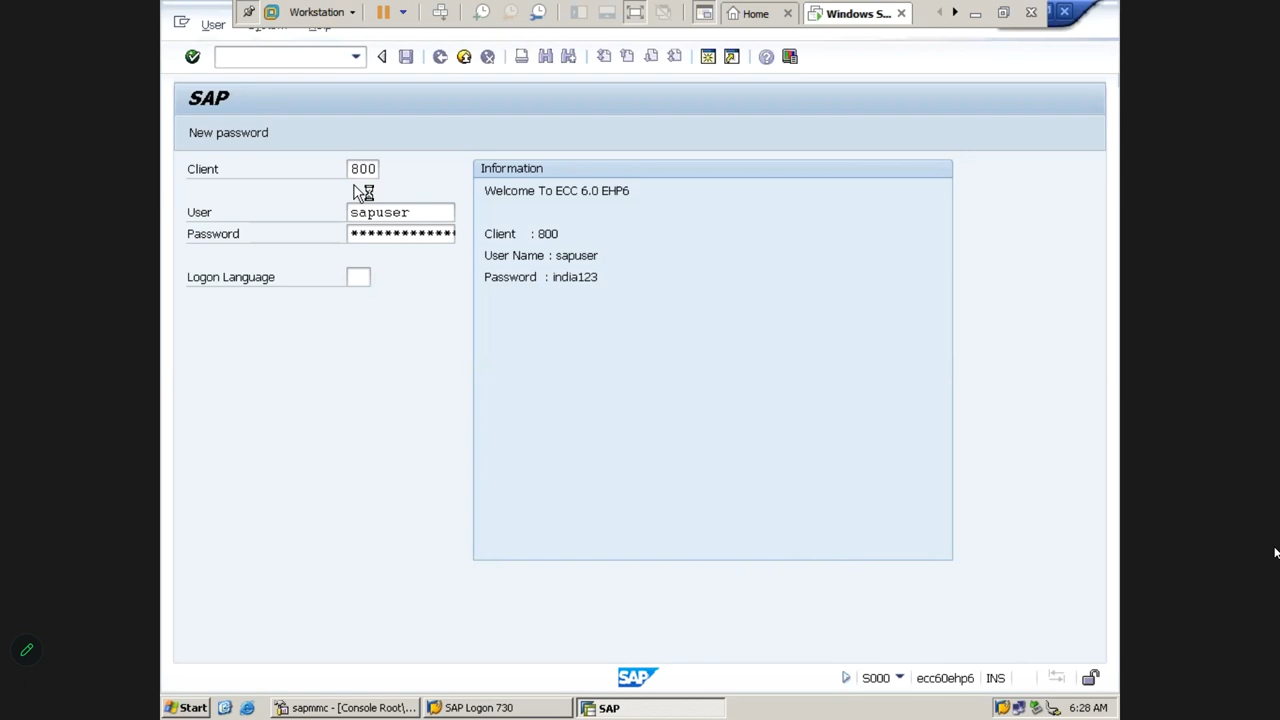 Workstation
Home
Windows S...
User
SAP
New password
Client
800
User
sapuser
Password
*************
Logon Language
Information
Welcome To ECC 6.0 EHP6
Client : 800
User Name : sapuser
Password : india123
SAP
S000
ecc60ehp6
INS
Start
sapmmc - [Console Root\...
SAP Logon 730
SAP
6:28 AM